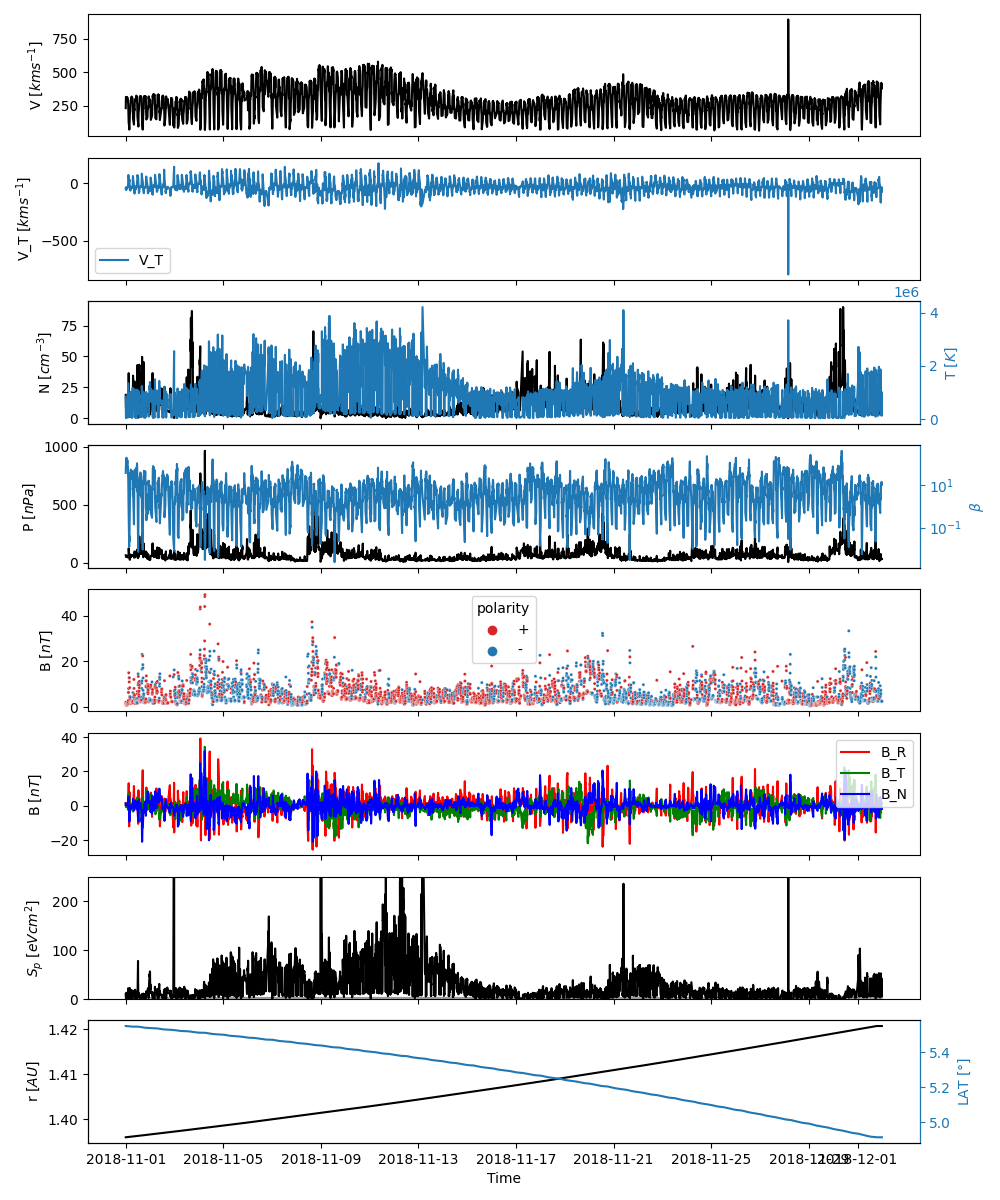 750
500
250
V [kms⁻¹]
0
−500
V_T [kms⁻¹]
V_T
1e6
75
50
25
0
N [cm⁻³]
4
2
0
T [K]
1000
500
0
P [nPa]
10¹
10⁻¹
β
40
20
0
B [nT]
polarity
+
-
40
20
0
−20
B [nT]
B_R
B_T
B_N
200
100
0
Sₚ [eVcm²]
1.42
1.41
1.40
r [AU]
5.4
5.2
5.0
LAT [°]
2018-11-01 2018-11-05 2018-11-09 2018-11-13 2018-11-17 2018-11-21 2018-11-25 2018-11-29 2018-12-01
Time